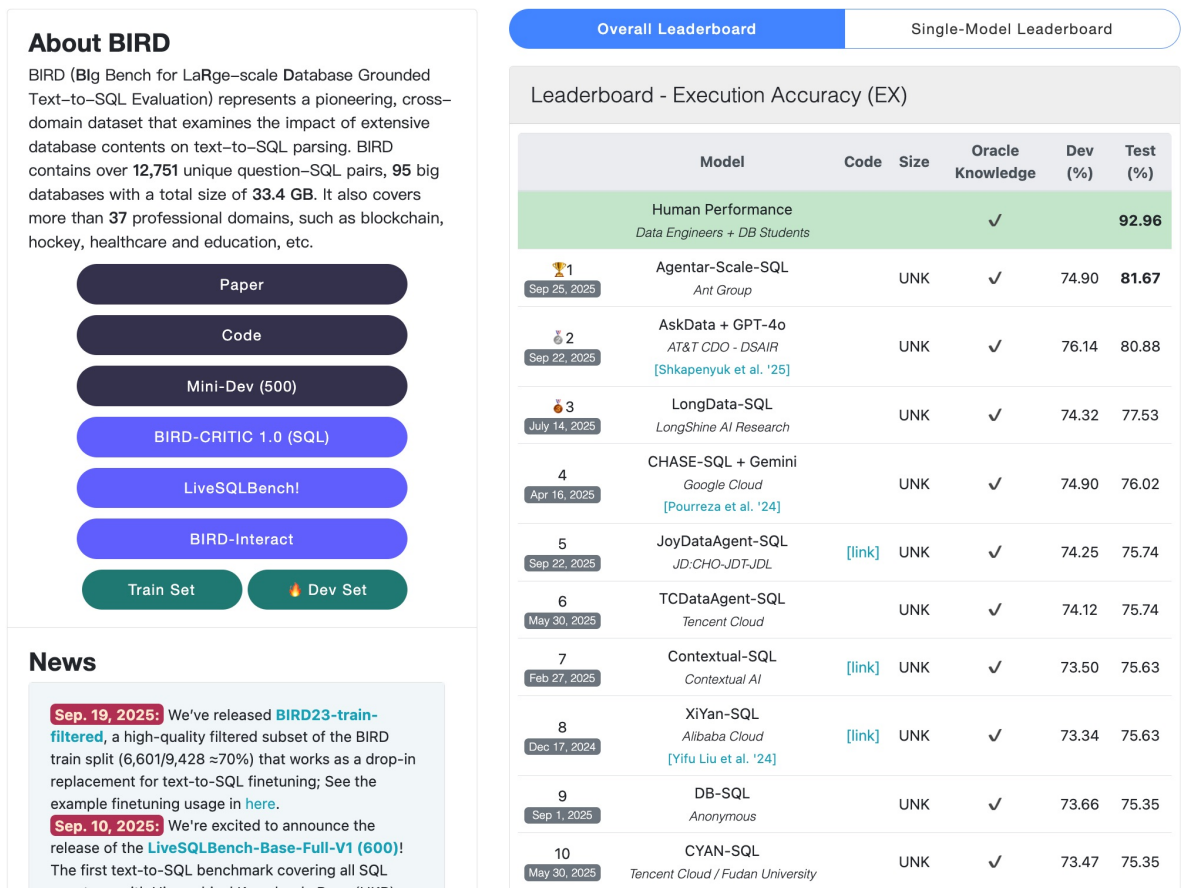 About BIRD
BIRD (BIg Bench for LaRge-scale Database Grounded
Text-to-SQL Evaluation) represents a pioneering, cross-
domain dataset that examines the impact of extensive
database contents on text-to-SQL parsing. BIRD
contains over 12,751 unique question-SQL pairs, 95 big
databases with a total size of 33.4 GB. It also covers
more than 37 professional domains, such as blockchain,
hockey, healthcare and education, etc.
Paper
Code
Mini-Dev (500)
BIRD-CRITIC 1.0 (SQL)
LiveSQLBench!
BIRD-Interact
Train Set
🔥 Dev Set
News
Sep. 19, 2025: We've released BIRD23-train-
filtered, a high-quality filtered subset of the BIRD
train split (6,601/9,428 ≈70%) that works as a drop-in
replacement for text-to-SQL finetuning; See the
example finetuning usage in here.
Sep. 10, 2025: We're excited to announce the
release of the LiveSQLBench-Base-Full-V1 (600)!
The first text-to-SQL benchmark covering all SQL
Overall Leaderboard
Single-Model Leaderboard
Leaderboard - Execution Accuracy (EX)
Model Code Size Oracle Knowledge Dev (%) Test (%)
Human Performance
Data Engineers + DB Students
✔ 92.96
🏆1
Sep 25, 2025
Agentar-Scale-SQL
Ant Group
UNK ✔ 74.90 81.67
🥈2
Sep 22, 2025
AskData + GPT-4o
AT&T CDO - DSAIR
[Shkapenyuk et al. '25]
UNK ✔ 76.14 80.88
🥉3
July 14, 2025
LongData-SQL
LongShine AI Research
UNK ✔ 74.32 77.53
4
Apr 16, 2025
CHASE-SQL + Gemini
Google Cloud
[Pourreza et al. '24]
UNK ✔ 74.90 76.02
5
Sep 22, 2025
JoyDataAgent-SQL
JD:CHO-JDT-JDL
[link] UNK ✔ 74.25 75.74
6
May 30, 2025
TCDataAgent-SQL
Tencent Cloud
UNK ✔ 74.12 75.74
7
Feb 27, 2025
Contextual-SQL
Contextual AI
[link] UNK ✔ 73.50 75.63
8
Dec 17, 2024
XiYan-SQL
Alibaba Cloud
[Yifu Liu et al. '24]
[link] UNK ✔ 73.34 75.63
9
Sep 1, 2025
DB-SQL
Anonymous
UNK ✔ 73.66 75.35
10
May 30, 2025
CYAN-SQL
Tencent Cloud / Fudan University
UNK ✔ 73.47 75.35